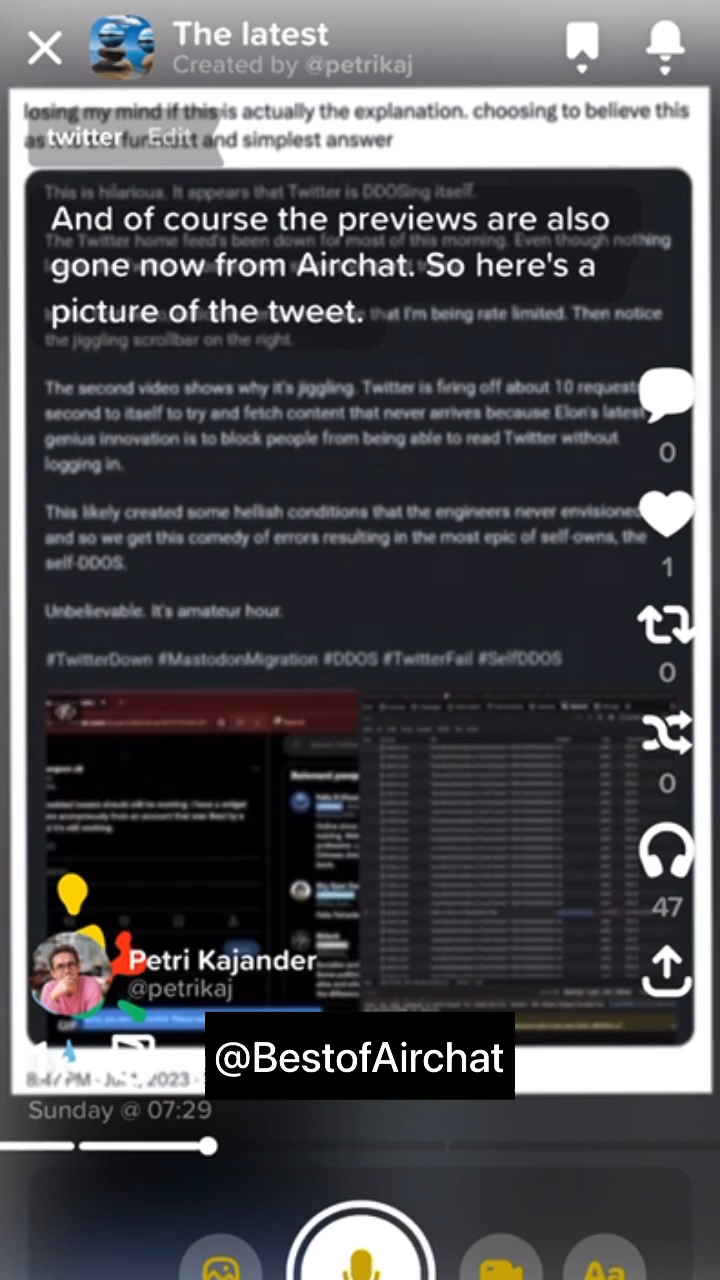 The latest
Created by @petrikaj
losing my mind if this is actually the explanation. choosing to believe this
twitter Edit
and simplest answer
This is hilarious. It appears that Twitter is DDOSing itself.
And of course the previews are also
The Twitter home feed's been down for most of this morning. Even though nothing
gone now from Airchat. So here's a
picture of the tweet.
that I'm being rate limited. Then notice
the jiggling scrollbar on the right.
The second video shows why it's jiggling. Twitter is firing off about 10 requests
second to itself to try and fetch content that never arrives because Elon's latest
genius innovation is to block people from being able to read Twitter without
logging in.
This likely created some hellish conditions that the engineers never envisioned
and so we get this comedy of errors resulting in the most epic of self-owns, the
self-DDOS.
Unbelievable. It's amateur hour.
#TwitterDown #MastodonMigration #DDOS #TwitterFail #SelfDDOS
0
1
0
0
47
Petri Kajander
@petrikaj
@BestofAirchat
8:47 PM · Jul 1, 2023
Sunday @ 07:29
Aa